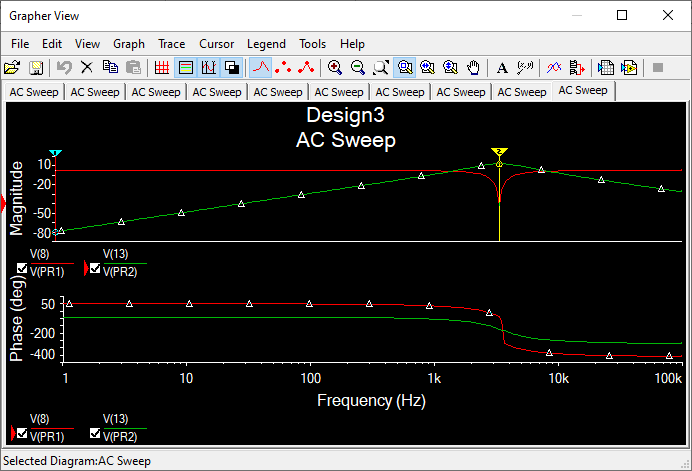 Grapher View
File Edit View Graph Trace Cursor Legend Tools Help
AC Sweep AC Sweep AC Sweep AC Sweep AC Sweep AC Sweep AC Sweep AC Sweep AC Sweep AC Sweep
Design3
AC Sweep
1
2
Magnitude
10
-20
-50
-80
V(8) V(13)
V(PR1) V(PR2)
Phase (deg)
50
-200
-400
1 10 100 1k 10k 100k
Frequency (Hz)
V(8) V(13)
V(PR1) V(PR2)
Selected Diagram:AC Sweep